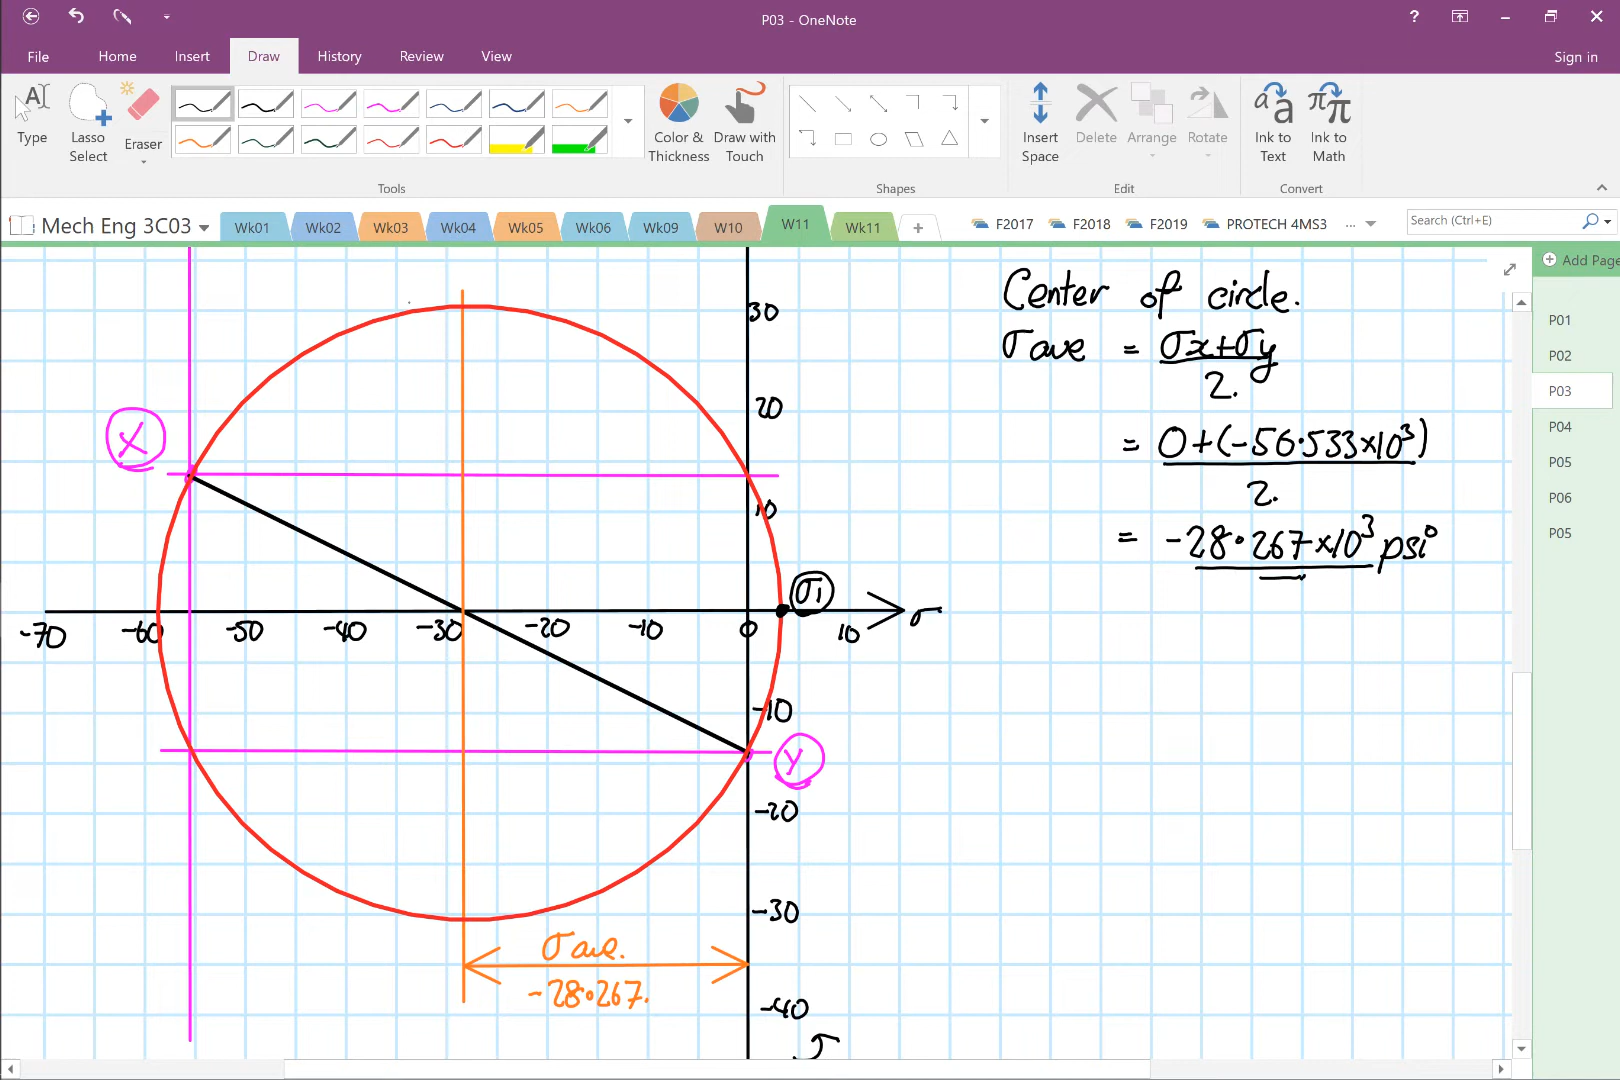 P03 - OneNote
?
File Home Insert Draw History Review View
Sign in
Type
Lasso Select
Eraser
Color & Thickness
Draw with Touch
Insert Space
Delete
Arrange
Rotate
Ink to Text
Ink to Math
Tools
Shapes
Edit
Convert
Mech Eng 3C03
Wk01 Wk02 Wk03 Wk04 Wk05 Wk06 Wk09 W10 W11 Wk11 +
F2017 F2018 F2019 PROTECH 4MS3 ...
Search (Ctrl+E)
Add Page
P01
P02
P03
P04
P05
P06
P05
30
20
10
X
σ1
σ
-70 -60 -50 -40 -30 -20 -10 0 10
-10
Y
-20
-30
-40
σave.
-28.267.
Center of circle.
σave = σx+σy
2.
= 0+(-56.533×10³)
2.
= -28.267×10³ psi